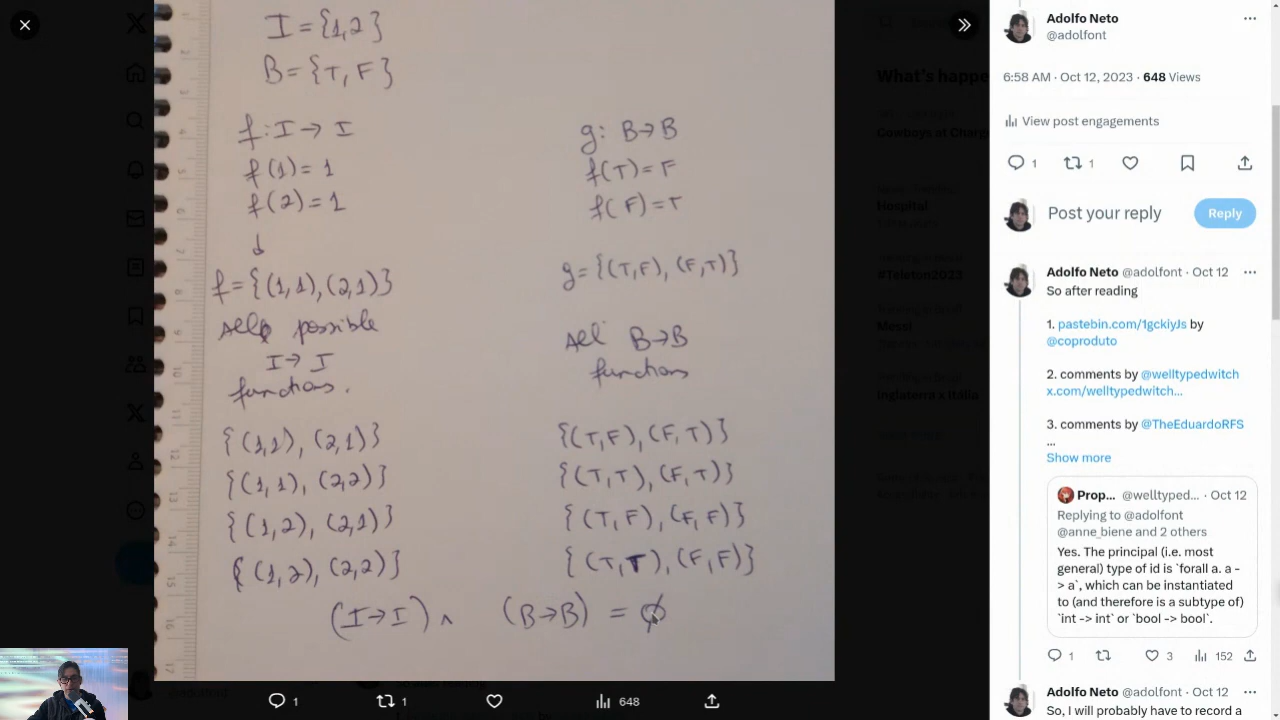 I = {1,2}
B = {T, F}
f: I → I
f(1) = 1
f(2) = 1
↓
f = {(1,1), (2,1)}
All possible
I → I
functions.
{(1,1), (2,1)}
{(1,1), (2,2)}
{(1,2), (2,1)}
{(1,2), (2,2)}
g: B → B
f(T) = F
f(F) = T
g = {(T,F), (F,T)}
All B → B
functions
{(T,F), (F,T)}
{(T,T), (F,T)}
{(T,F), (F,F)}
{(T,T), (F,F)}
(I → I) ∧ (B → B) = ∅
1
1
648
What's happe
Cowboys at Char
Hospital
#Teleton2023
Messi
Inglaterra x Itália
Adolfo Neto
@adolfont
6:58 AM · Oct 12, 2023 · 648 Views
View post engagements
1
1
Post your reply
Reply
Adolfo Neto @adolfont · Oct 12
So after reading
1. pastebin.com/1gckiyJs by
@coproduto
2. comments by @welltypedwitch
x.com/welltypedwitch...
3. comments by @TheEduardoRFS
...
Show more
Prop... @welltyped... · Oct 12
Replying to @adolfont
@anne_biene and 2 others
Yes. The principal (i.e. most
general) type of id is `forall a. a -
> a`, which can be instantiated
to (and therefore is a subtype of)
`int -> int` or `bool -> bool`.
1
3
152
Adolfo Neto @adolfont · Oct 12
So, I will probably have to record a